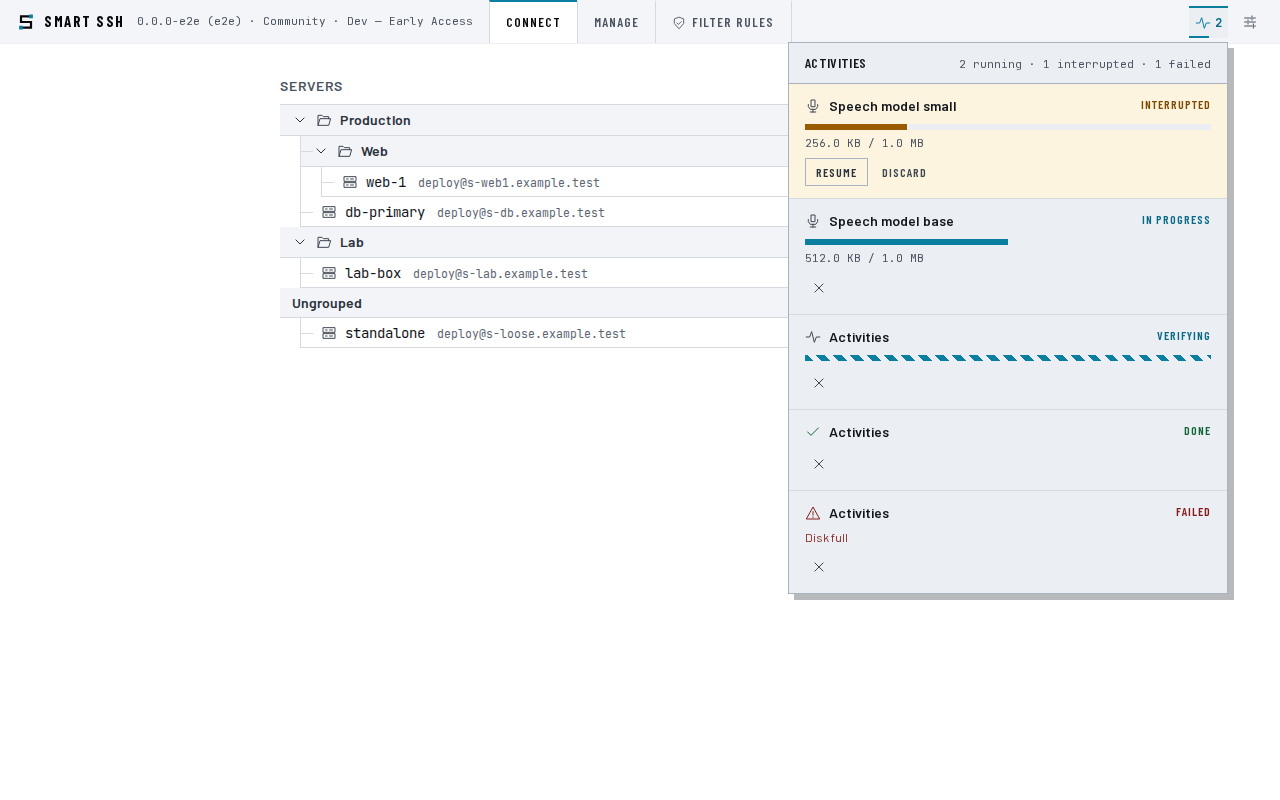 SMART SSH 0.0.0-e2e (e2e) · Community · Dev — Early Access CONNECT MANAGE FILTER RULES 2
SERVERS
Production
Web
web-1 deploy@s-web1.example.test
db-primary deploy@s-db.example.test
Lab
lab-box deploy@s-lab.example.test
Ungrouped
standalone deploy@s-loose.example.test
ACTIVITIES 2 running · 1 interrupted · 1 failed
Speech model small INTERRUPTED
256.0 KB / 1.0 MB
RESUME DISCARD
Speech model base IN PROGRESS
512.0 KB / 1.0 MB
Activities VERIFYING
Activities DONE
Activities FAILED
Disk full